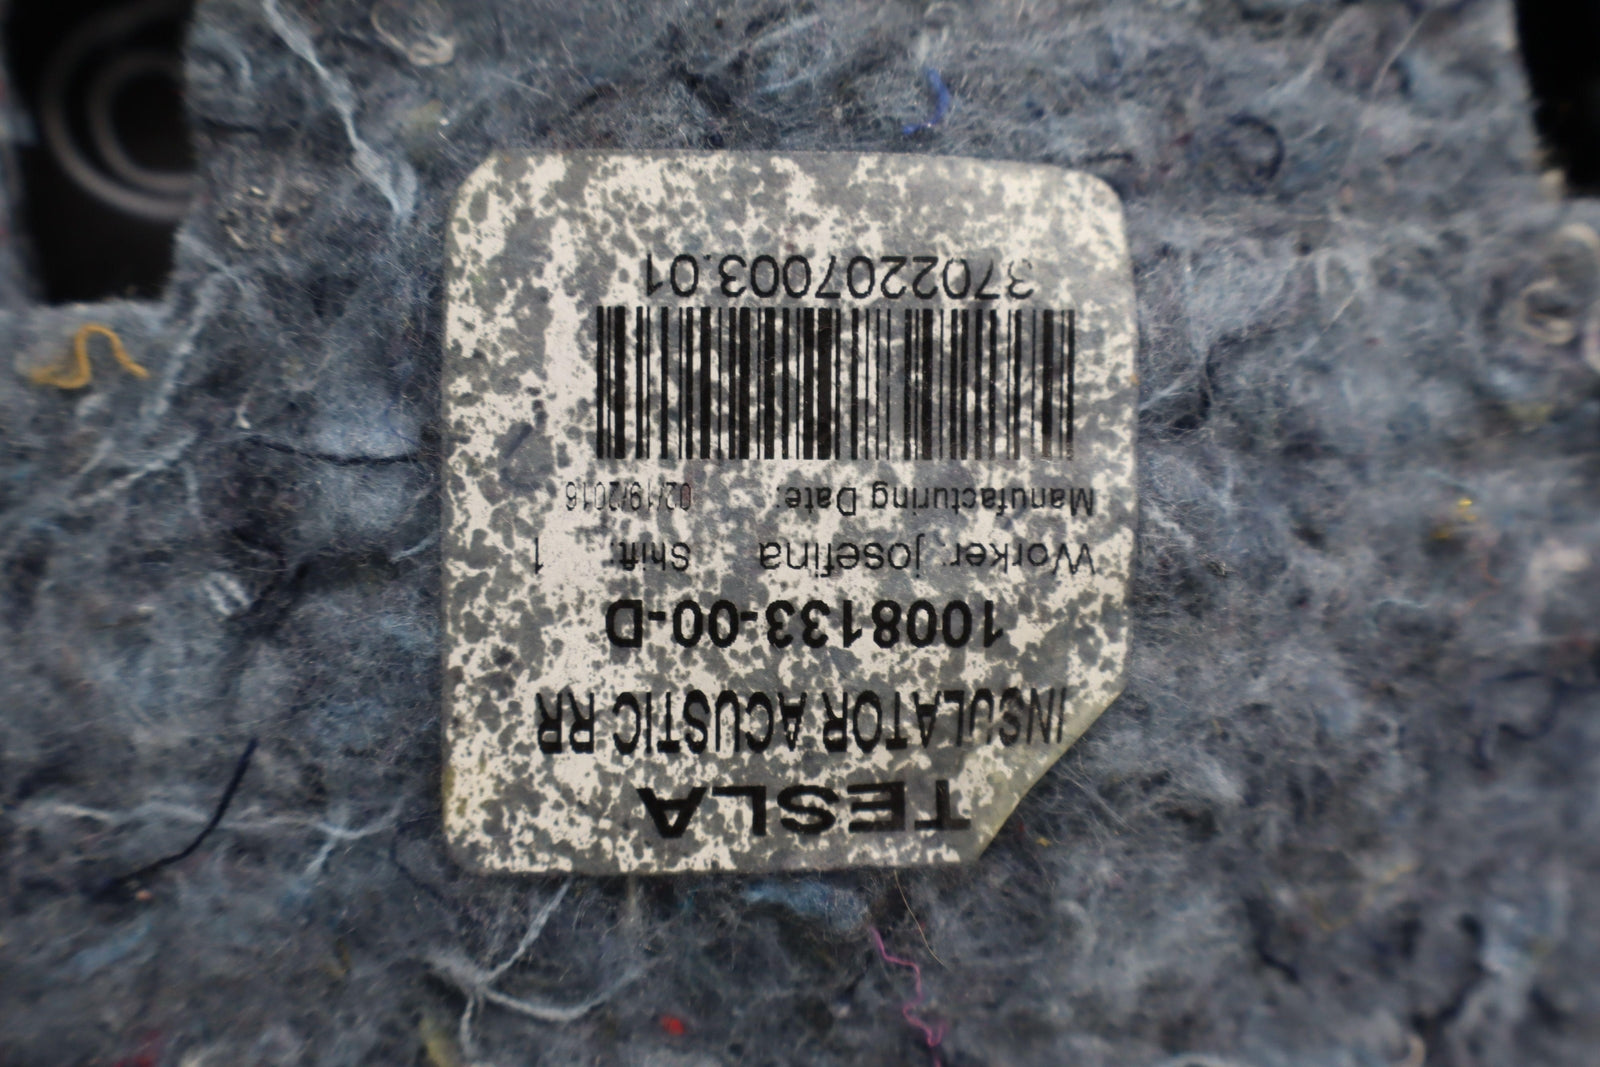 TESLA
INSULATOR ACUSTIC RR
1008133-00-D
Worker: Josefina Shift: 1
Manufacturing Date: 02/19/2016
3702207003.01